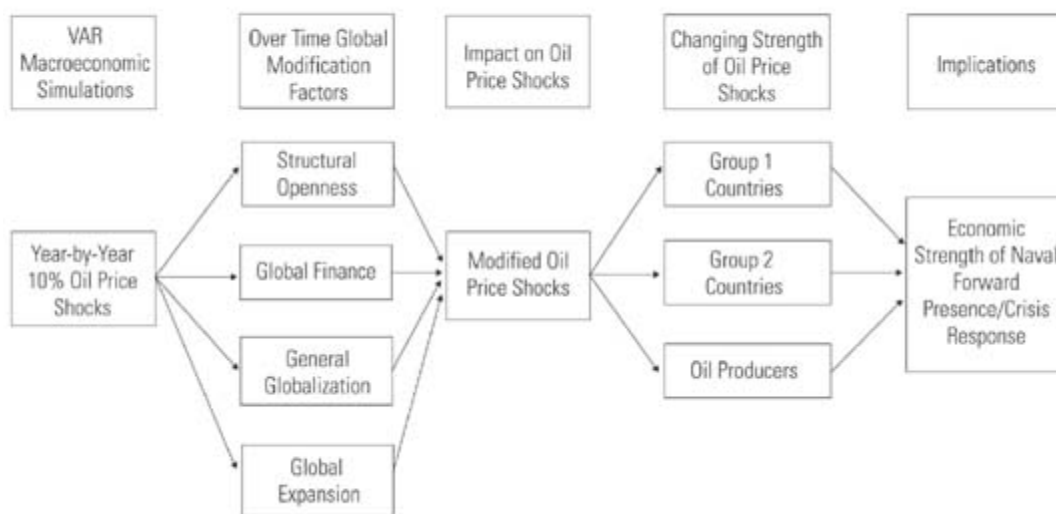 VAR
Macroeconomic
Simulations
Over Time Global
Modification
Factors
Impact on Oil
Price Shocks
Changing Strength
of Oil Price
Shocks
Implications
Year-by-Year
10% Oil Price
Shocks
Structural
Openness
Global Finance
General
Globalization
Global
Expansion
Modified Oil
Price Shocks
Group 1
Countries
Group 2
Countries
Oil Producers
Economic
Strength of Naval
Forward
Presence/Crisis
Response